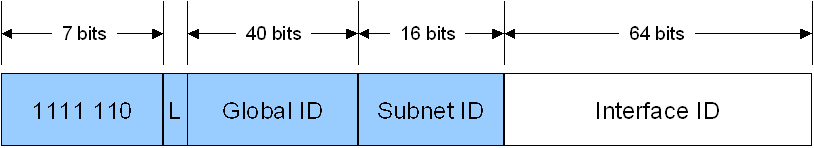 7 bits 40 bits 16 bits 64 bits
1111 110 L Global ID Subnet ID Interface ID